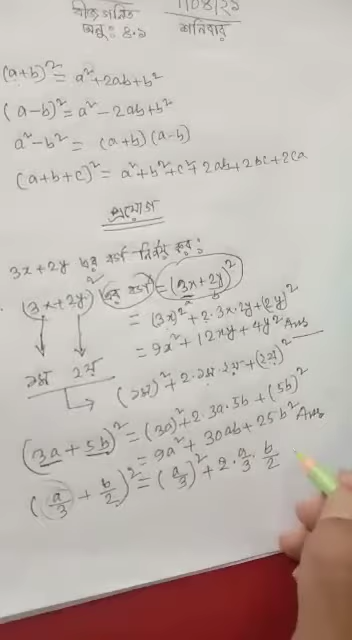 বীজ গণিত
অনু: ৪.১
শনিবার
(a+b)² = a²+2ab+b²
(a-b)² = a²-2ab+b²
a²-b² = (a+b)(a-b)
(a+b+c)² = a²+b²+c²+2ab+2bc+2ca
প্রয়োগ
3x+2y এর বর্গ নির্ণয় কর:
(3x+2y)² এর বর্গ = (3x+2y)²
a b
= (3x)²+2.3x.2y+(2y)²
= 9x²+12xy+4y² Ans
১ম ২য়
(১ম)²+2.১ম.২য়+(২য়)²
(3a+5b)² = (3a)²+2.3a.5b+(5b)²
= 9a²+30ab+25b² Ans
(a/3+b/2)² = (a/3)²+2.a/3.b/2